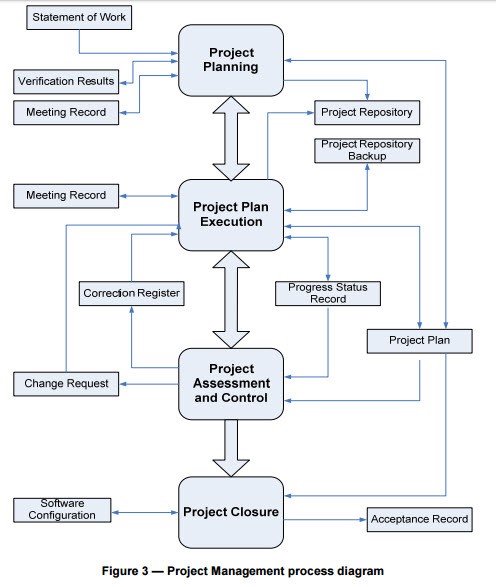 Statement of Work
Project
Planning
Verification Results
Meeting Record
Project Repository
Project Repository
Backup
Meeting Record
Project Plan
Execution
Correction Register
Progress Status
Record
Project Plan
Project
Assessment
and Control
Change Request
Software
Configuration
Project Closure
Acceptance Record
Figure 3 — Project Management process diagram